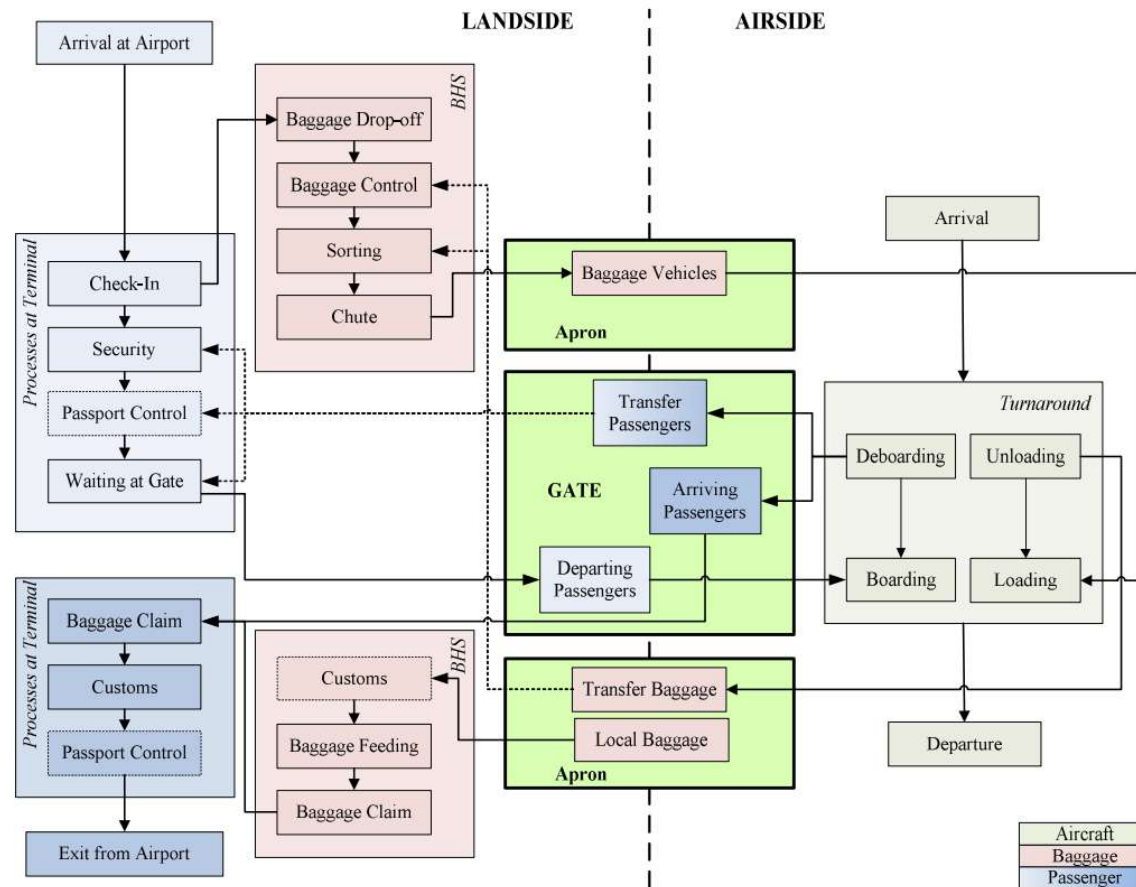 LANDSIDE
AIRSIDE
Arrival at Airport
BHS
Baggage Drop-off
Baggage Control
Sorting
Chute
Processes at Terminal
Check-In
Security
Passport Control
Waiting at Gate
Baggage Vehicles
Apron
Transfer
Passengers
GATE
Arriving
Passengers
Departing
Passengers
Arrival
Turnaround
Deboarding
Unloading
Boarding
Loading
Departure
Processes at Terminal
Baggage Claim
Customs
Passport Control
Exit from Airport
BHS
Customs
Baggage Feeding
Baggage Claim
Transfer Baggage
Local Baggage
Apron
Aircraft
Baggage
Passenger